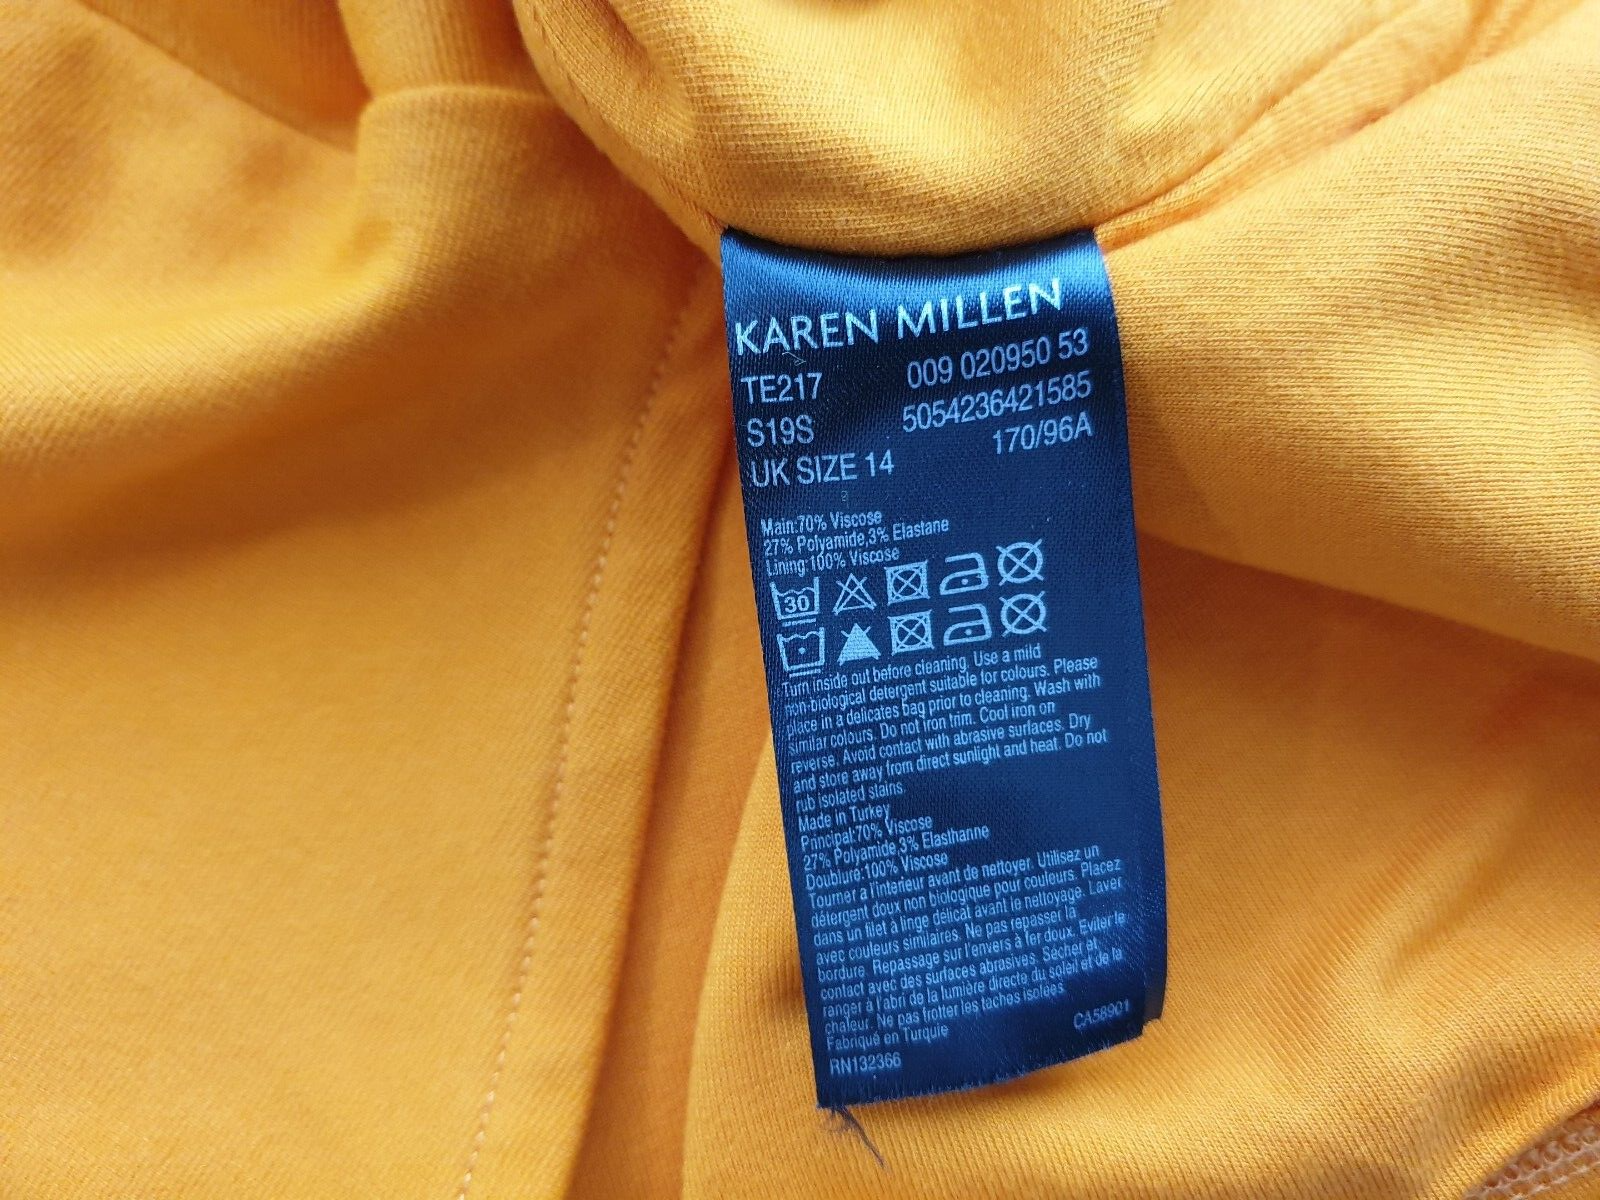 KAREN MILLEN
TE217 009 020950 53
S19S 5054236421585
UK SIZE 14 170/96A
Main:70% Viscose
27% Polyamide,3% Elastane
Lining:100% Viscose
30
Turn inside out before cleaning. Use a mild
non-biological detergent suitable for colours. Please
place in a delicates bag prior to cleaning. Wash with
similar colours. Do not iron trim. Cool iron on
reverse. Avoid contact with abrasive surfaces. Dry
and store away from direct sunlight and heat. Do not
rub isolated stains
Made in Turkey
Principal:70% Viscose
27% Polyamide,3% Elasthanne
Doublure:100% Viscose
Tourner a l'interieur avant de nettoyer. Utilisez un
détergent doux non biologique pour couleurs. Placez
dans un filet à linge délicat avant le nettoyage. Laver
avec couleurs similaires. Ne pas repasser la
bordure. Repassage sur l'envers à fer doux. Eviter le
contact avec des surfaces abrasives. Sécher et
ranger à l'abri de la lumière directe du soleil et de la
chaleur. Ne pas frotter les taches isolées
Fabriqué en Turquie CA58901
RN132366